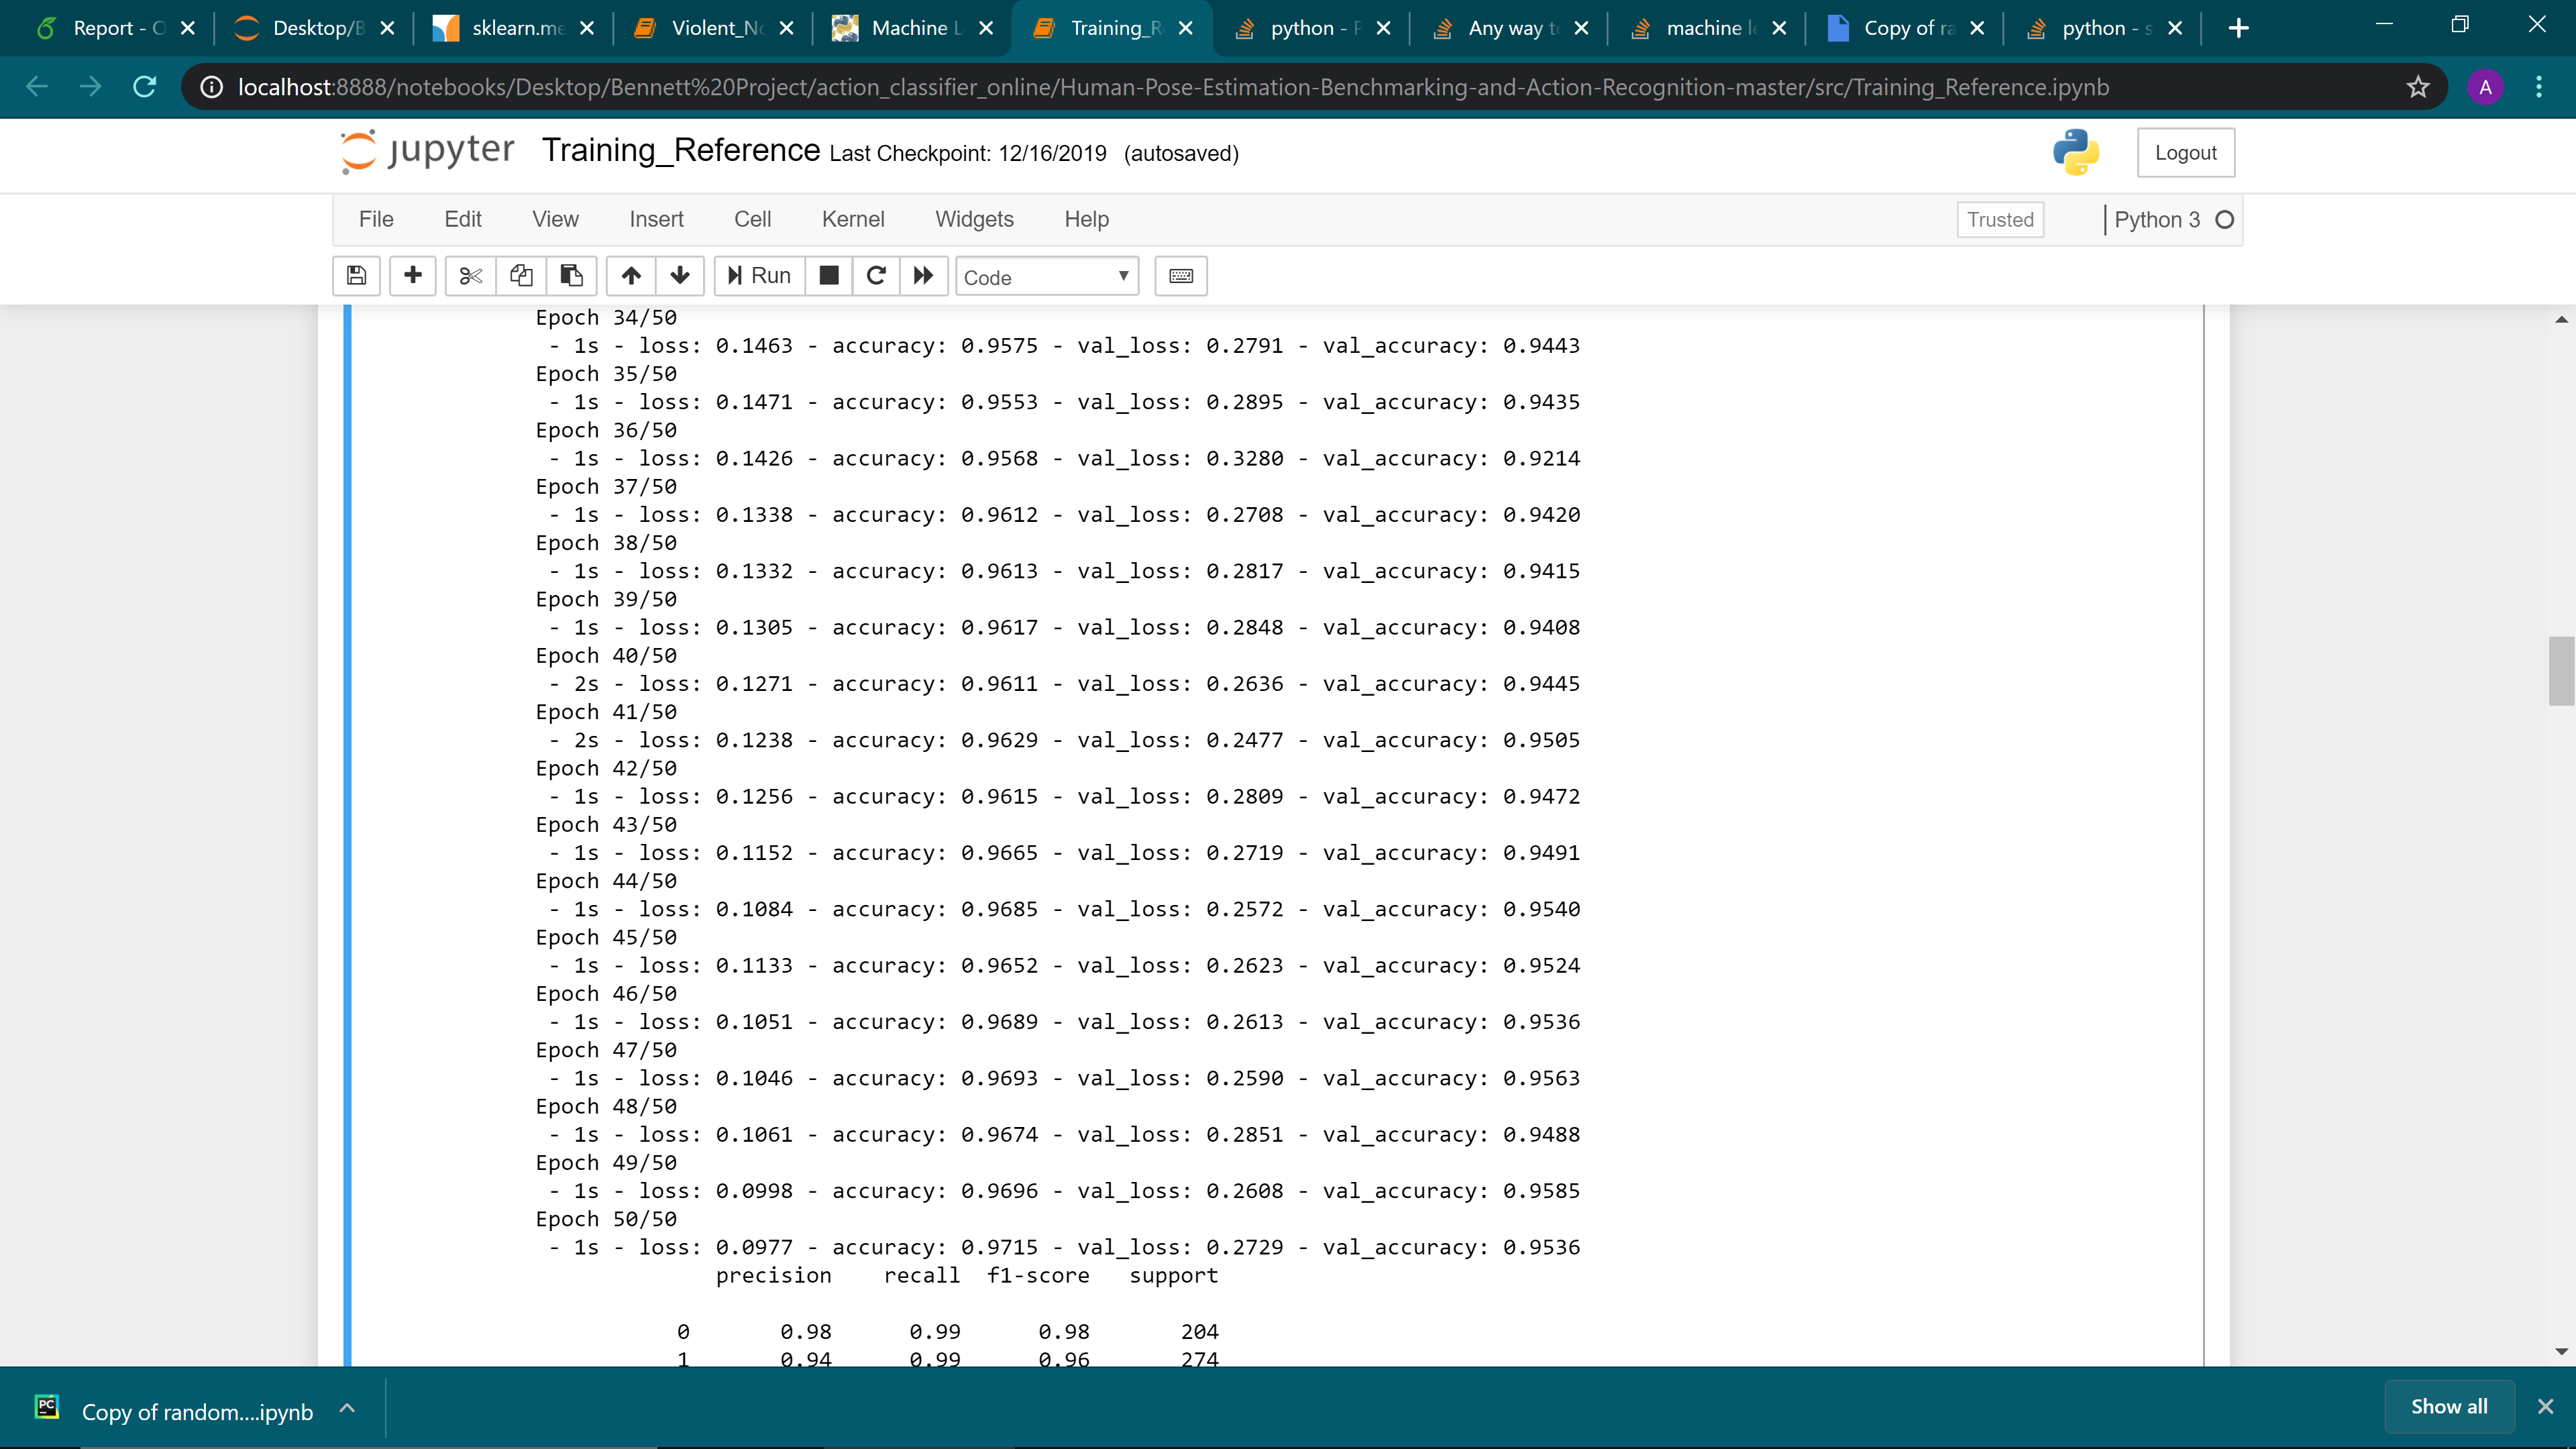 Report - O
Desktop/B
sklearn.me
Violent_No
Machine L
Training_R
python - P
Any way to
machine le
Copy of ra
python - s
localhost:8888/notebooks/Desktop/Bennett%20Project/action_classifier_online/Human-Pose-Estimation-Benchmarking-and-Action-Recognition-master/src/Training_Reference.ipynb
A
jupyter Training_Reference Last Checkpoint: 12/16/2019 (autosaved)
Logout
File Edit View Insert Cell Kernel Widgets Help Trusted Python 3
Run Code
Epoch 34/50
- 1s - loss: 0.1463 - accuracy: 0.9575 - val_loss: 0.2791 - val_accuracy: 0.9443
Epoch 35/50
- 1s - loss: 0.1471 - accuracy: 0.9553 - val_loss: 0.2895 - val_accuracy: 0.9435
Epoch 36/50
- 1s - loss: 0.1426 - accuracy: 0.9568 - val_loss: 0.3280 - val_accuracy: 0.9214
Epoch 37/50
- 1s - loss: 0.1338 - accuracy: 0.9612 - val_loss: 0.2708 - val_accuracy: 0.9420
Epoch 38/50
- 1s - loss: 0.1332 - accuracy: 0.9613 - val_loss: 0.2817 - val_accuracy: 0.9415
Epoch 39/50
- 1s - loss: 0.1305 - accuracy: 0.9617 - val_loss: 0.2848 - val_accuracy: 0.9408
Epoch 40/50
- 2s - loss: 0.1271 - accuracy: 0.9611 - val_loss: 0.2636 - val_accuracy: 0.9445
Epoch 41/50
- 2s - loss: 0.1238 - accuracy: 0.9629 - val_loss: 0.2477 - val_accuracy: 0.9505
Epoch 42/50
- 1s - loss: 0.1256 - accuracy: 0.9615 - val_loss: 0.2809 - val_accuracy: 0.9472
Epoch 43/50
- 1s - loss: 0.1152 - accuracy: 0.9665 - val_loss: 0.2719 - val_accuracy: 0.9491
Epoch 44/50
- 1s - loss: 0.1084 - accuracy: 0.9685 - val_loss: 0.2572 - val_accuracy: 0.9540
Epoch 45/50
- 1s - loss: 0.1133 - accuracy: 0.9652 - val_loss: 0.2623 - val_accuracy: 0.9524
Epoch 46/50
- 1s - loss: 0.1051 - accuracy: 0.9689 - val_loss: 0.2613 - val_accuracy: 0.9536
Epoch 47/50
- 1s - loss: 0.1046 - accuracy: 0.9693 - val_loss: 0.2590 - val_accuracy: 0.9563
Epoch 48/50
- 1s - loss: 0.1061 - accuracy: 0.9674 - val_loss: 0.2851 - val_accuracy: 0.9488
Epoch 49/50
- 1s - loss: 0.0998 - accuracy: 0.9696 - val_loss: 0.2608 - val_accuracy: 0.9585
Epoch 50/50
- 1s - loss: 0.0977 - accuracy: 0.9715 - val_loss: 0.2729 - val_accuracy: 0.9536
precision recall f1-score support
0 0.98 0.99 0.98 204
1 0.94 0.99 0.96 274
PC
Copy of random....ipynb
Show all